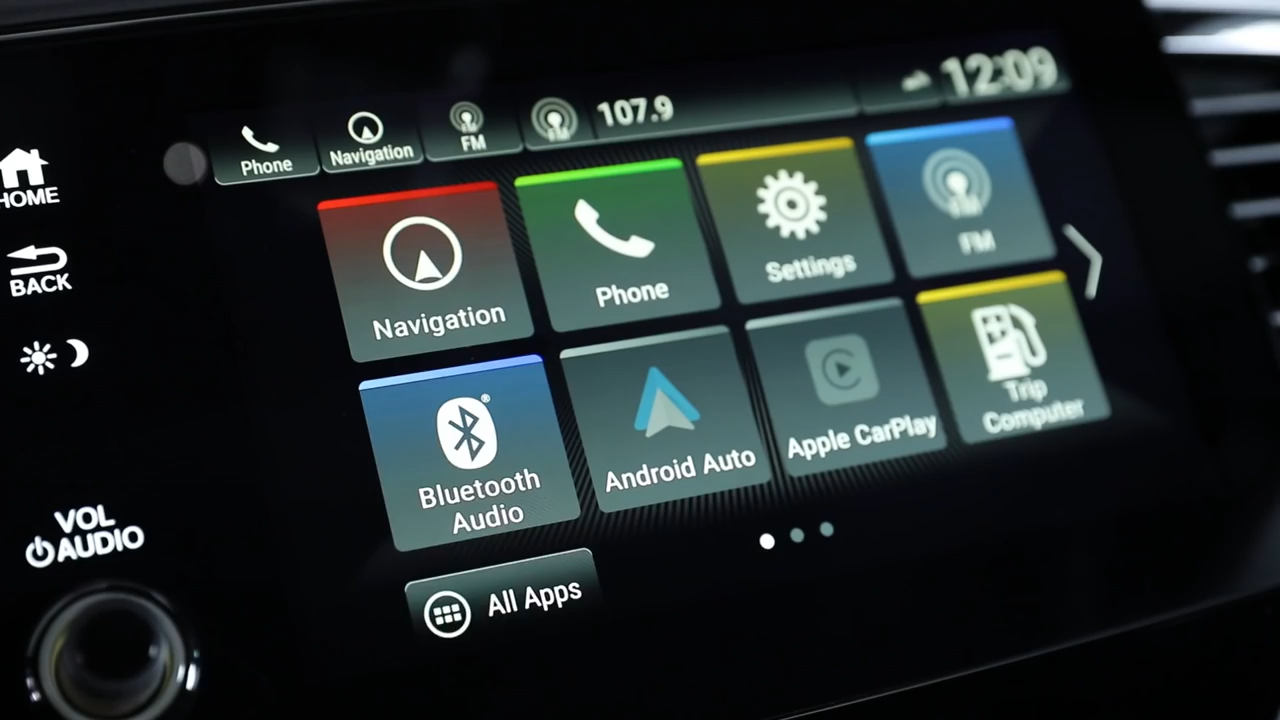 Phone
Navigation
FM
107.9
12:09
HOME
BACK
VOL
AUDIO
Navigation
Phone
Settings
FM
Bluetooth
Audio
Android Auto
Apple CarPlay
Trip
Computer
All Apps